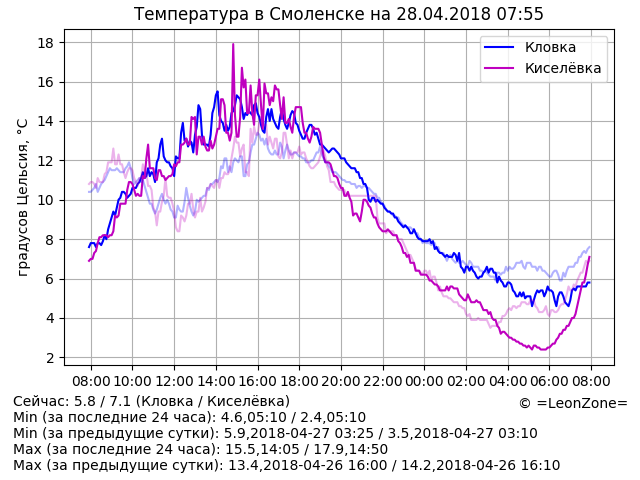 Температура в Смоленске на 28.04.2018 07:55
Кловка
Киселёвка
градусов Цельсия, °C
18
16
14
12
10
8
6
4
2
08:00 10:00 12:00 14:00 16:00 18:00 20:00 22:00 00:00 02:00 04:00 06:00 08:00
Сейчас: 5.8 / 7.1 (Кловка / Киселёвка)
© =LeonZone=
Min (за последние 24 часа): 4.6,05:10 / 2.4,05:10
Min (за предыдущие сутки): 5.9,2018-04-27 03:25 / 3.5,2018-04-27 03:10
Max (за последние 24 часа): 15.5,14:05 / 17.9,14:50
Max (за предыдущие сутки): 13.4,2018-04-26 16:00 / 14.2,2018-04-26 16:10